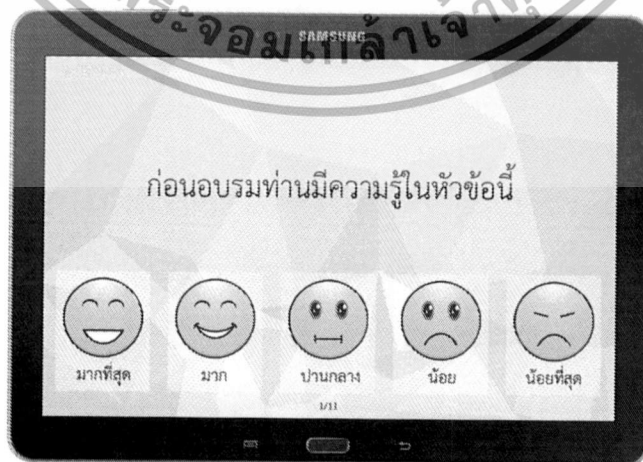 ระจอมเกล้าเจ้า
SAMSUNG
ก่อนอบรมท่านมีความรู้ในหัวข้อนี้
มากที่สุด
มาก
ปานกลาง
น้อย
น้อยที่สุด
1/11